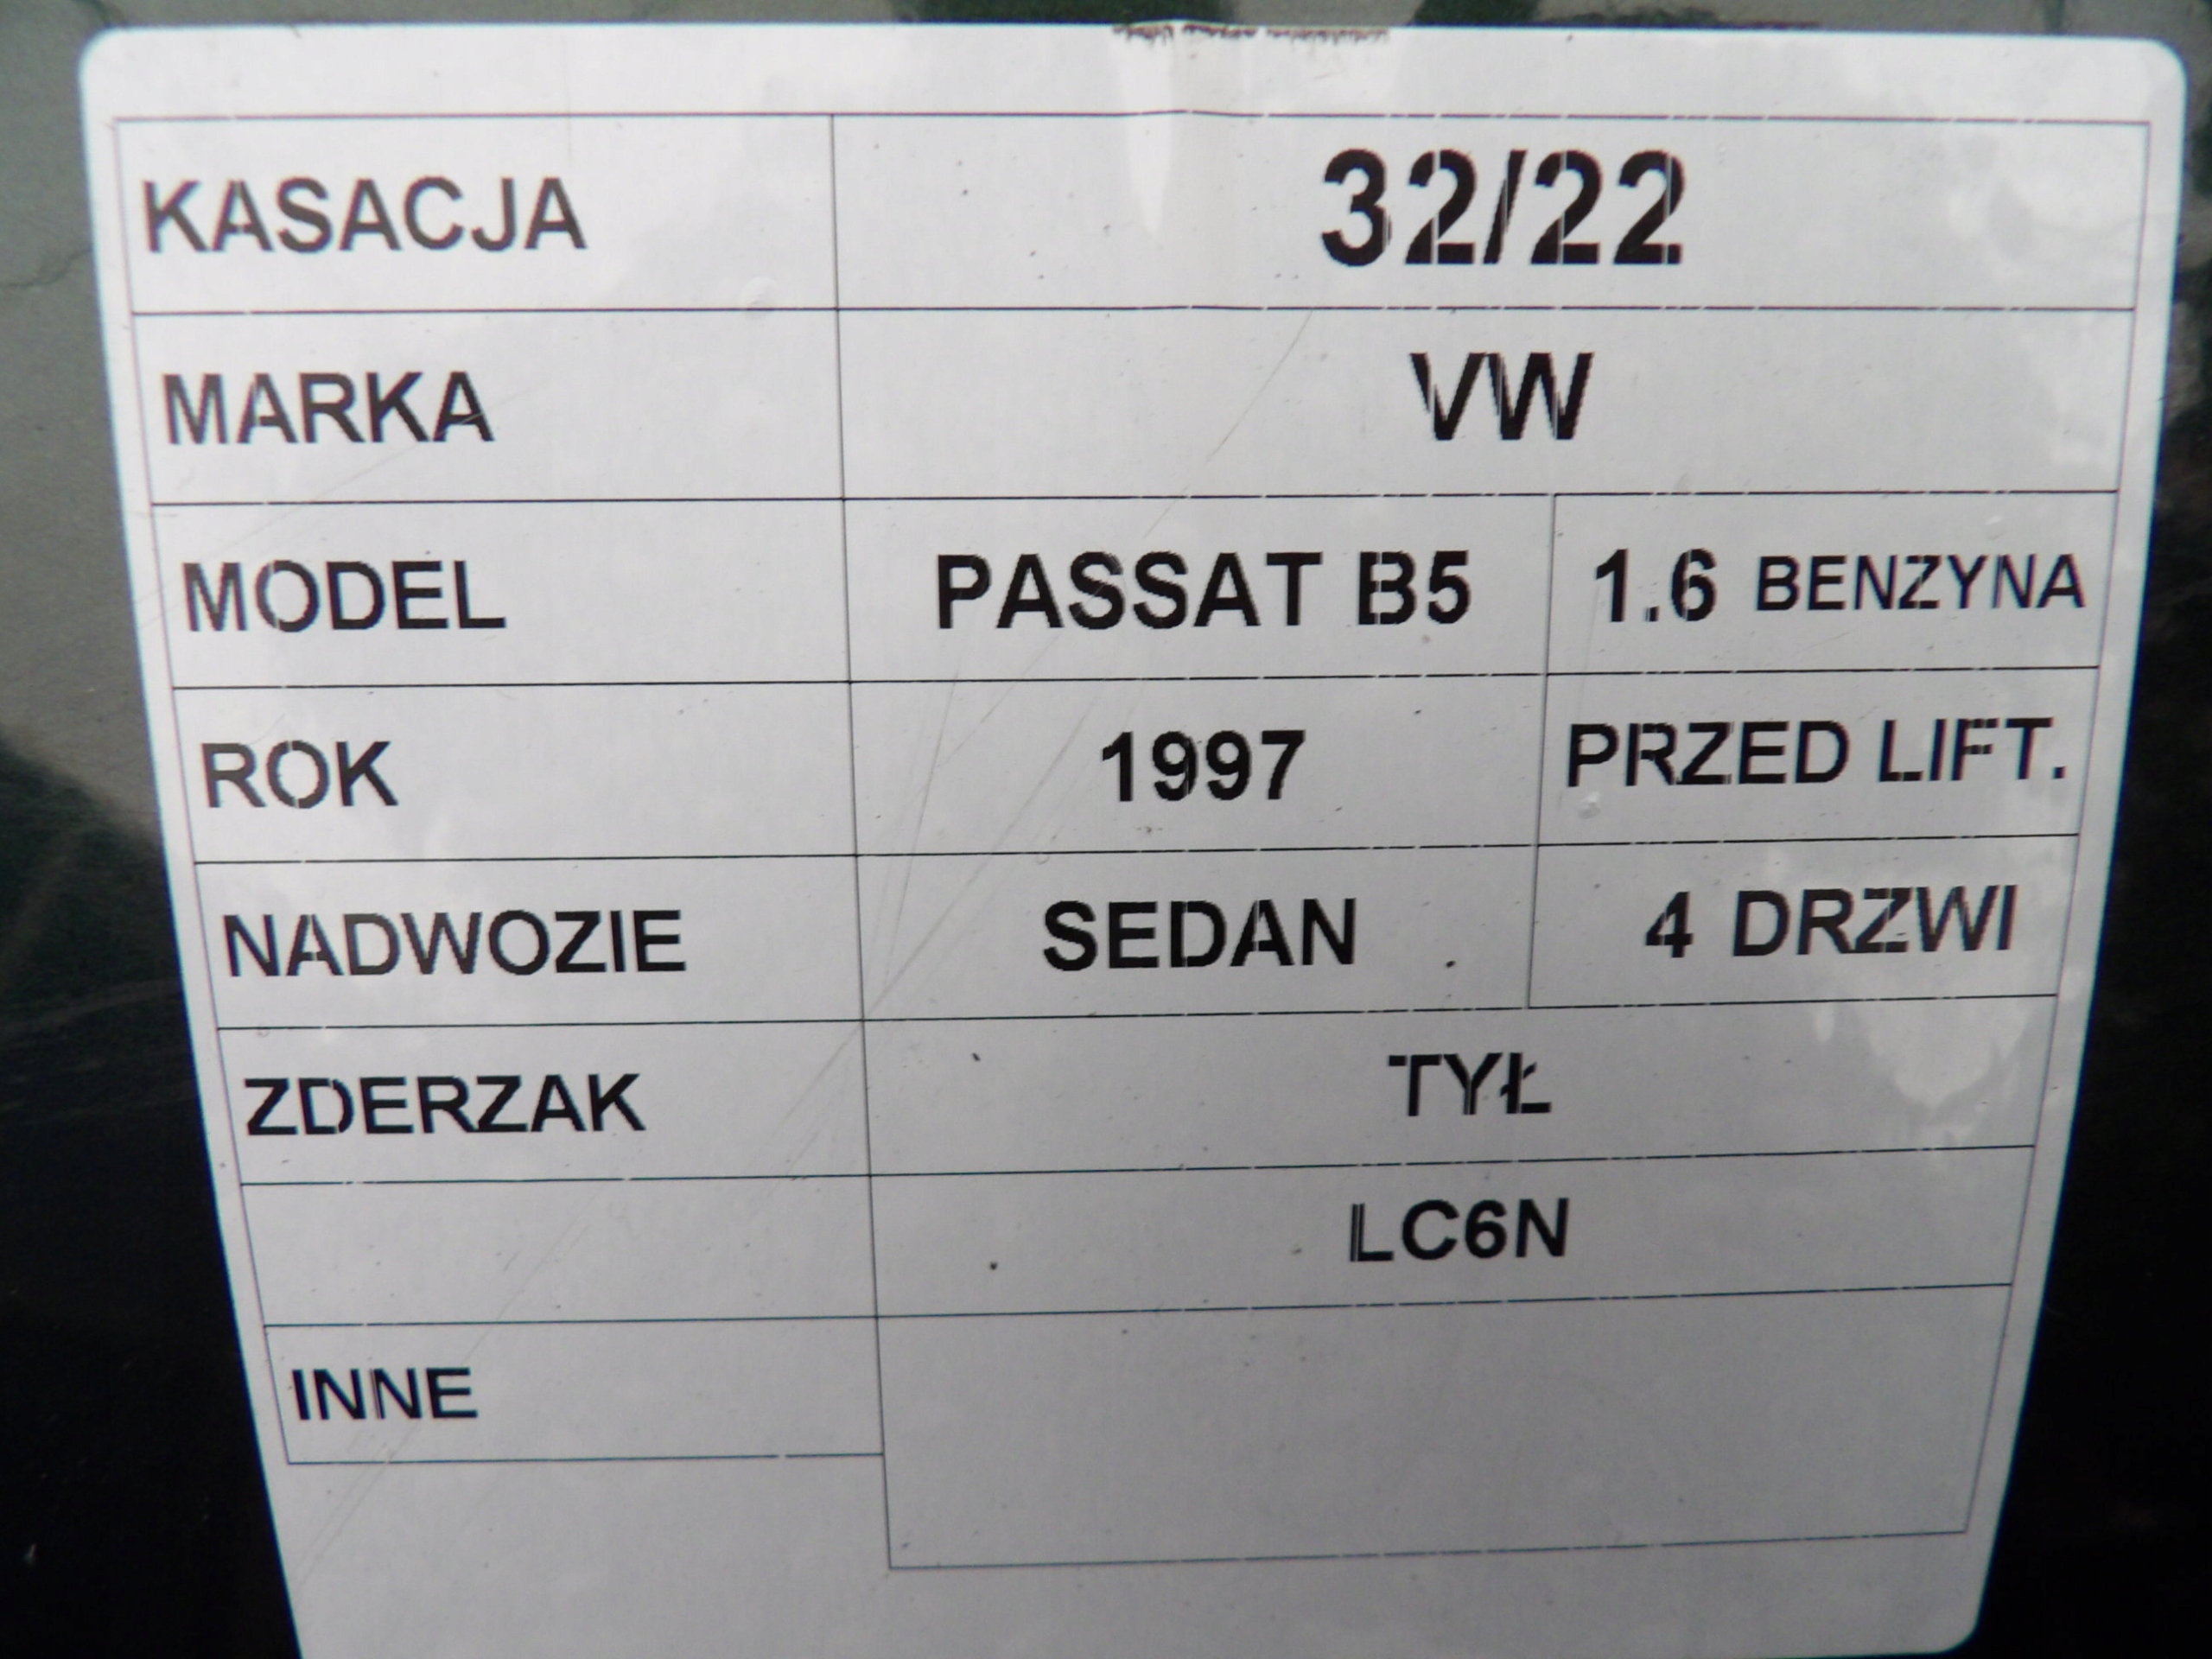 KASACJA 32/22
MARKA VW
MODEL PASSAT B5 1.6 BENZYNA
ROK 1997 PRZED LIFT.
NADWOZIE SEDAN 4 DRZWI
ZDERZAK TYŁ
LC6N
INNE